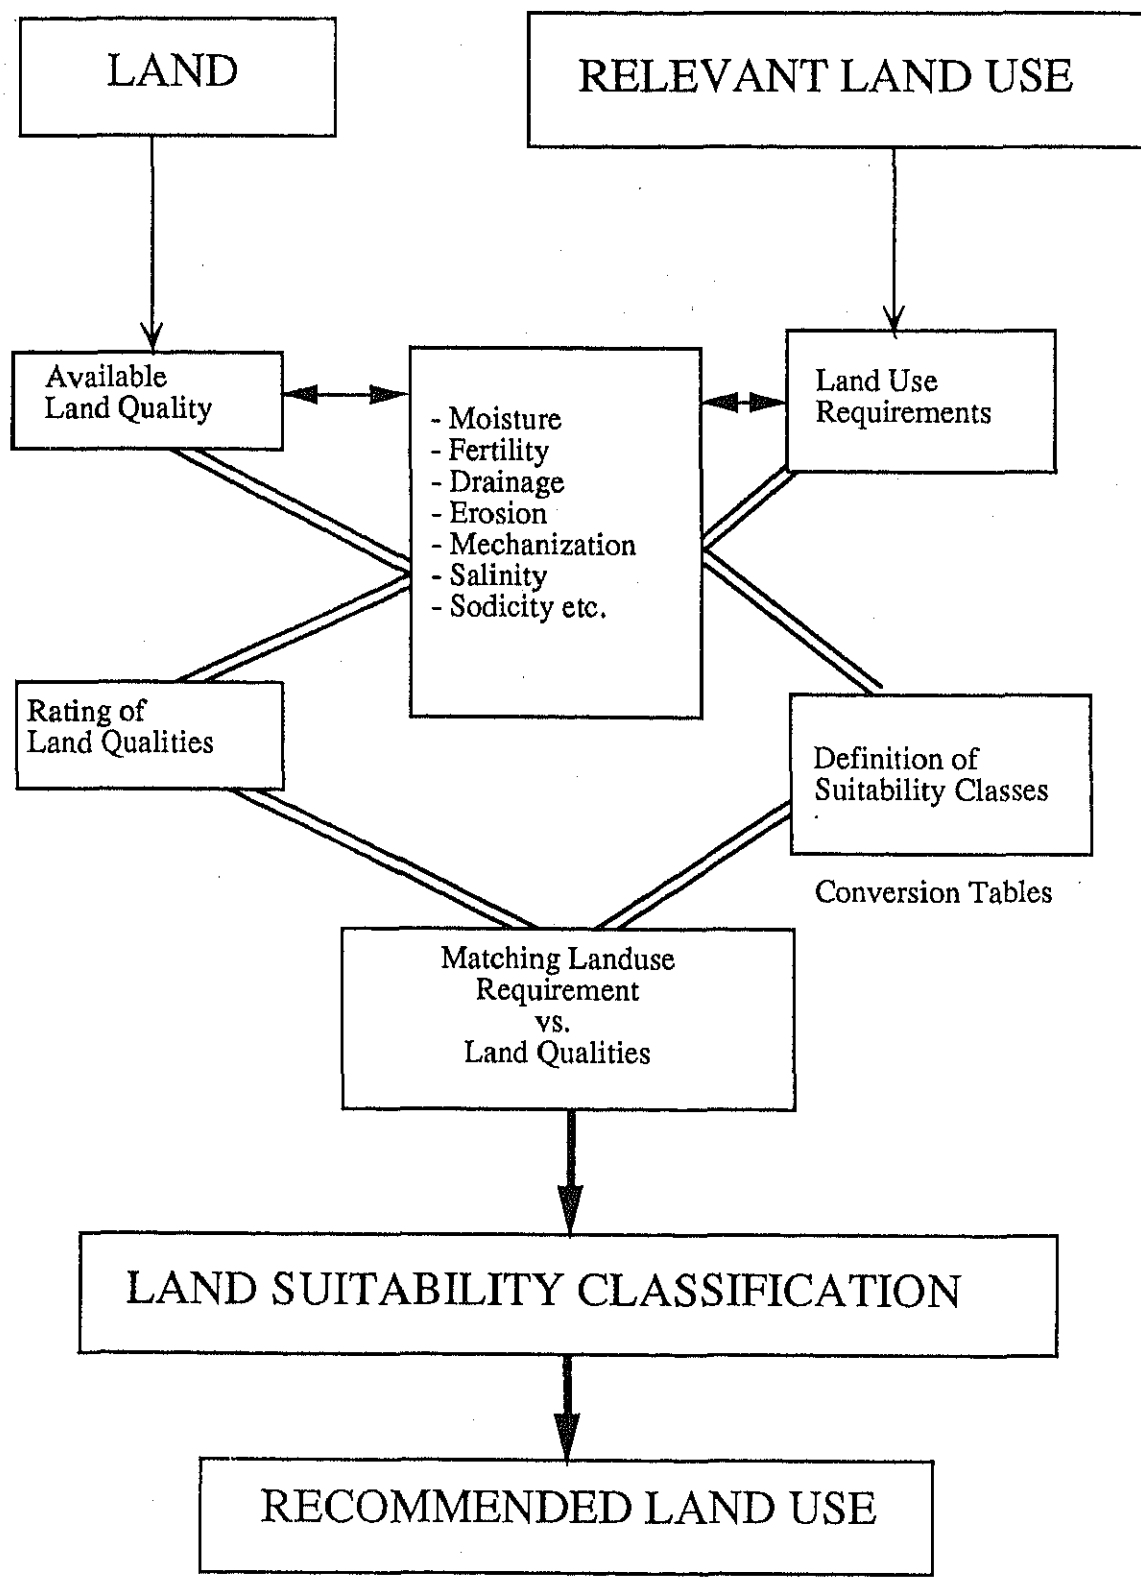 LAND
RELEVANT LAND USE
Available
Land Quality
- Moisture
- Fertility
- Drainage
- Erosion
- Mechanization
- Salinity
- Sodicity etc.
Land Use
Requirements
Rating of
Land Qualities
Definition of
Suitability Classes
Conversion Tables
Matching Landuse
Requirement
vs.
Land Qualities
LAND SUITABILITY CLASSIFICATION
RECOMMENDED LAND USE